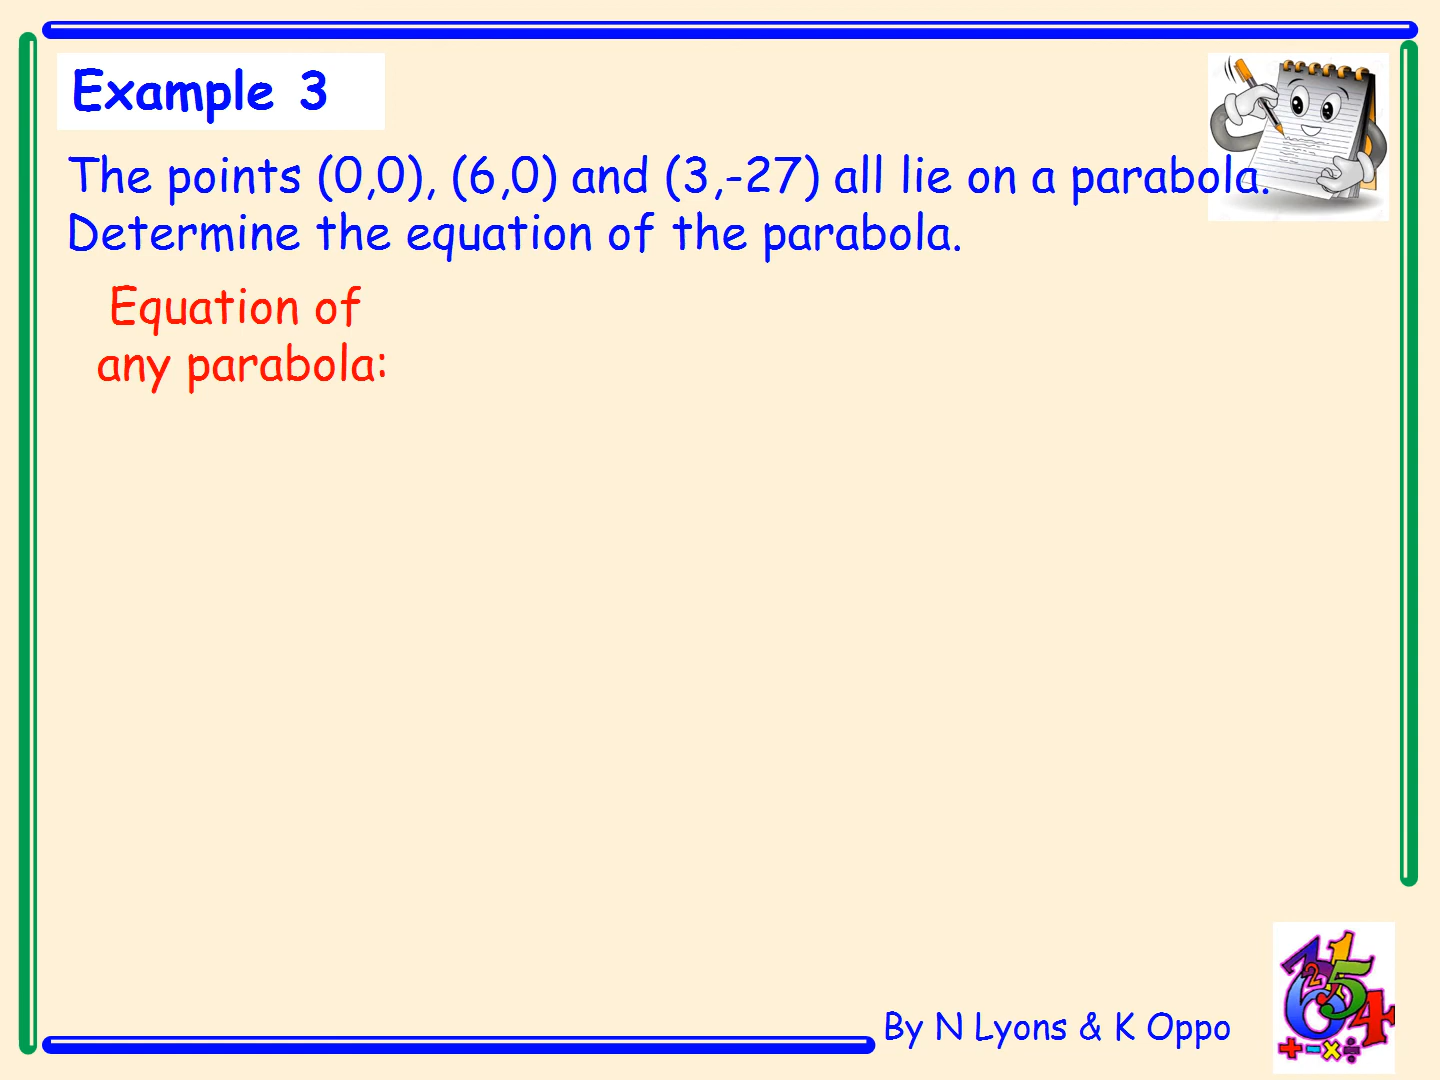 Example 3
The points (0,0), (6,0) and (3,-27) all lie on a parabola.
Determine the equation of the parabola.
Equation of
any parabola:
By N Lyons & K Oppo